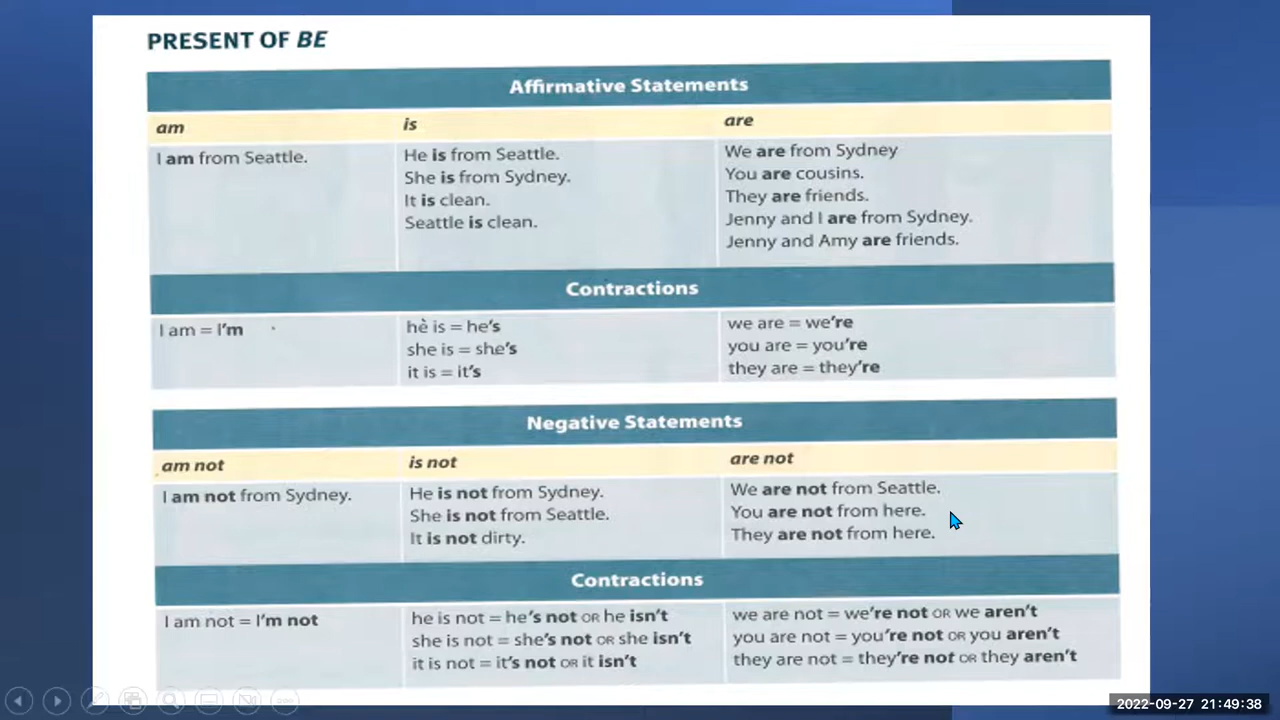 PRESENT OF BE
Affirmative Statements
am is are
I am from Seattle.
He is from Seattle.
She is from Sydney.
It is clean.
Seattle is clean.
We are from Sydney
You are cousins.
They are friends.
Jenny and I are from Sydney.
Jenny and Amy are friends.
Contractions
I am = I'm
hè is = he's
she is = she's
it is = it's
we are = we're
you are = you're
they are = they're
Negative Statements
am not is not are not
I am not from Sydney.
He is not from Sydney.
She is not from Seattle.
It is not dirty.
We are not from Seattle.
You are not from here.
They are not from here.
Contractions
I am not = I'm not
he is not = he's not OR he isn't
she is not = she's not OR she isn't
it is not = it's not OR it isn't
we are not = we're not OR we aren't
you are not = you're not OR you aren't
they are not = they're not OR they aren't
2022-09-27 21:49:38